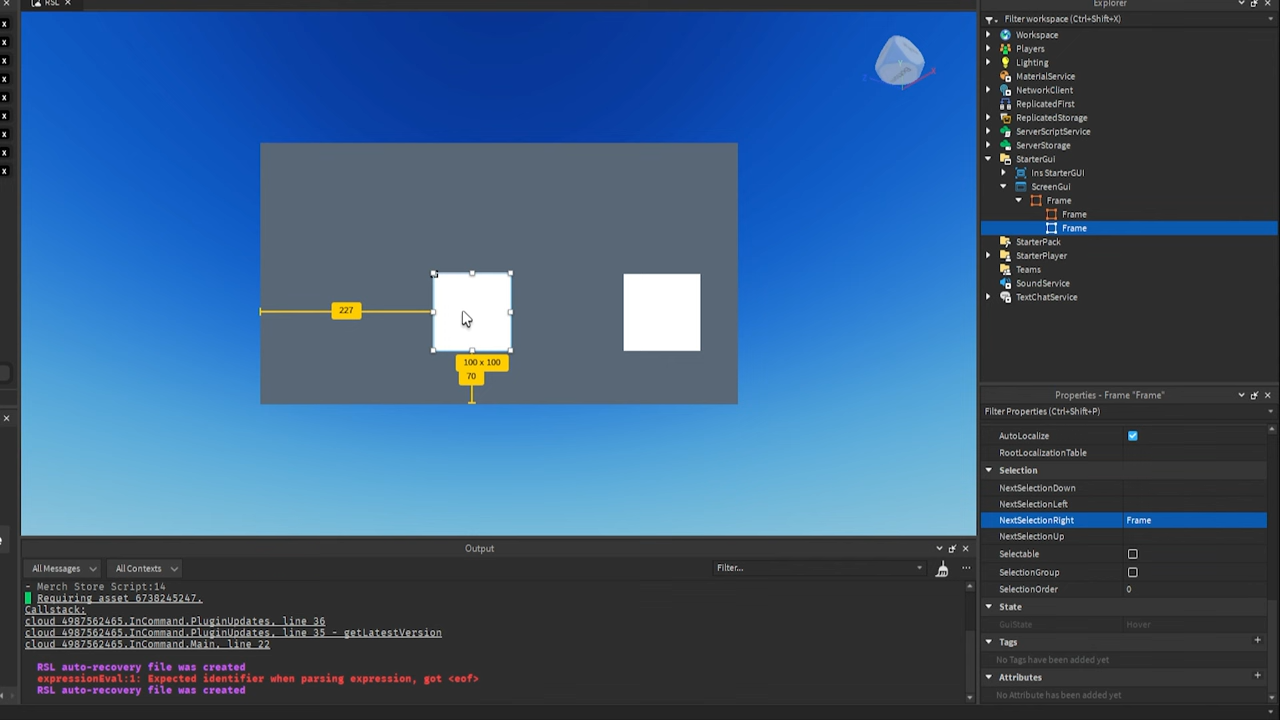 RSL
227
100 x 100
70
Output
All Messages
All Contexts
Filter...
- Merch Store Script:14
Requiring asset 6738245247.
Callstack:
cloud_4987562465.InCommand.PluginUpdates, line 36
cloud_4987562465.InCommand.PluginUpdates, line 35 - getLatestVersion
cloud_4987562465.InCommand.Main, line 22
RSL auto-recovery file was created
expressionEval:1: Expected identifier when parsing expression, got <eof>
RSL auto-recovery file was created
Explorer
Filter workspace (Ctrl+Shift+X)
Workspace
Players
Lighting
MaterialService
NetworkClient
ReplicatedFirst
ReplicatedStorage
ServerScriptService
ServerStorage
StarterGui
Ins StarterGUI
ScreenGui
Frame
Frame
Frame
StarterPack
StarterPlayer
Teams
SoundService
TextChatService
Properties - Frame "Frame"
Filter Properties (Ctrl+Shift+P)
AutoLocalize
RootLocalizationTable
Selection
NextSelectionDown
NextSelectionLeft
NextSelectionRight Frame
NextSelectionUp
Selectable
SelectionGroup
SelectionOrder 0
State
GuiState Hover
Tags
No Tags have been added yet
Attributes
No Attribute has been added yet